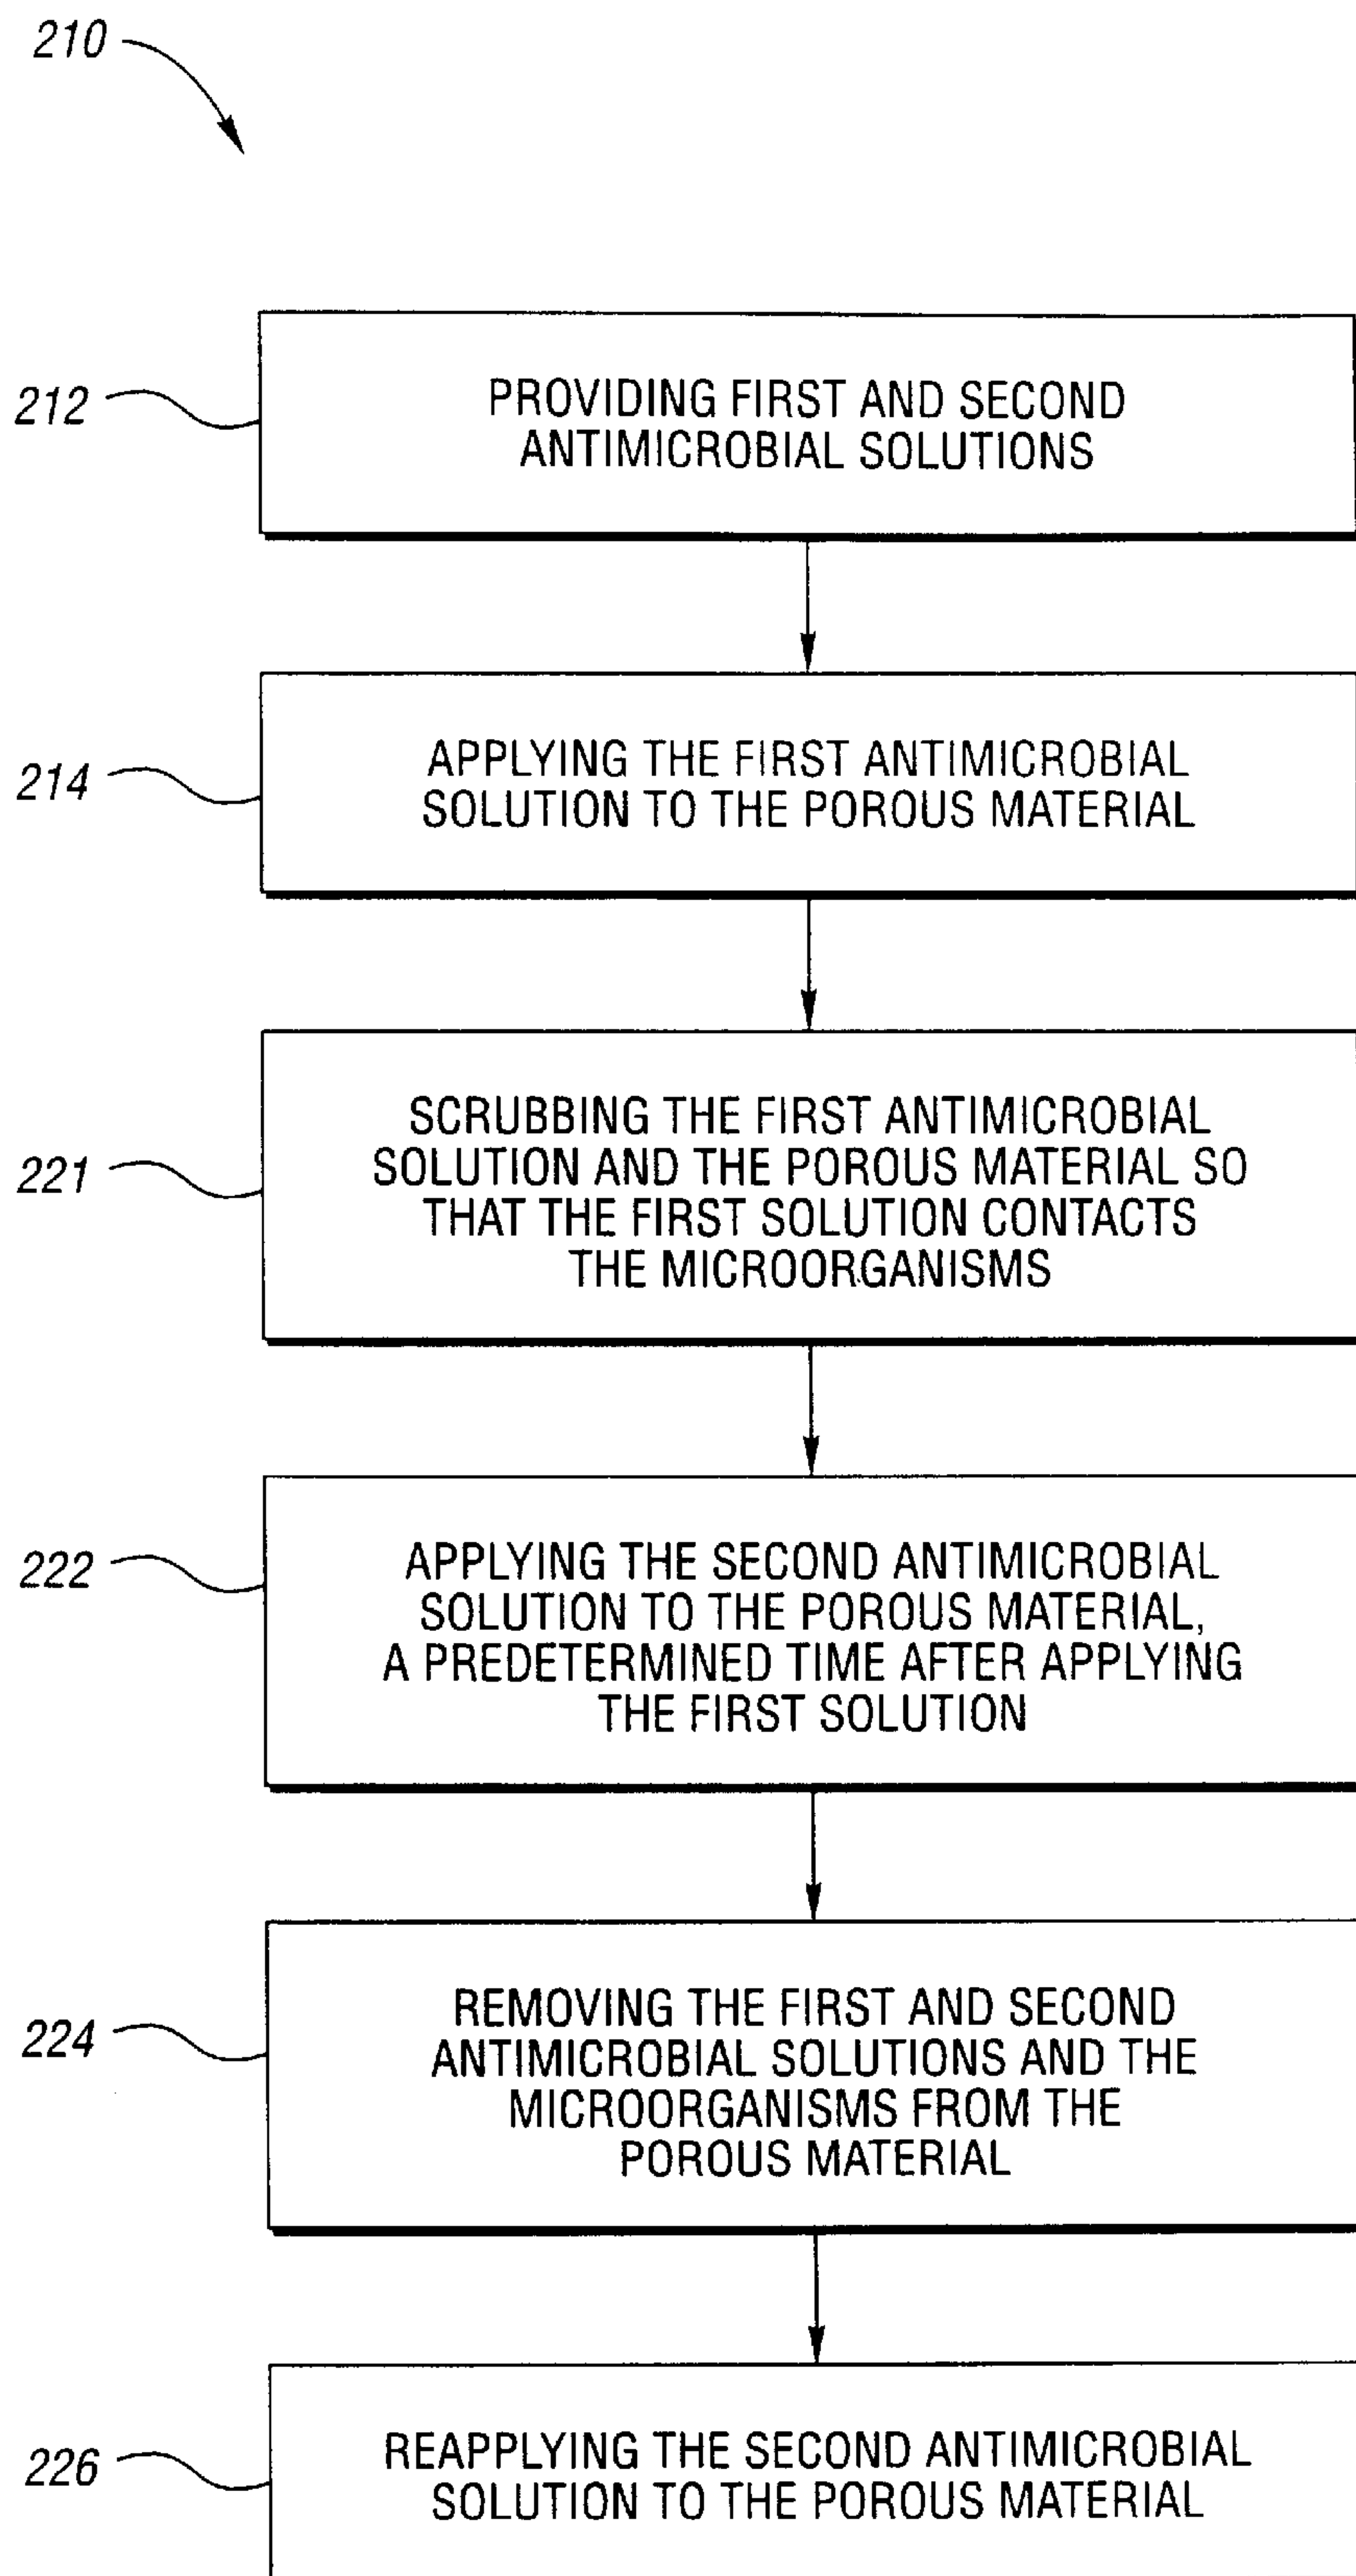 210
212
PROVIDING FIRST AND SECOND
ANTIMICROBIAL SOLUTIONS
214
APPLYING THE FIRST ANTIMICROBIAL
SOLUTION TO THE POROUS MATERIAL
221
SCRUBBING THE FIRST ANTIMICROBIAL
SOLUTION AND THE POROUS MATERIAL SO
THAT THE FIRST SOLUTION CONTACTS
THE MICROORGANISMS
222
APPLYING THE SECOND ANTIMICROBIAL
SOLUTION TO THE POROUS MATERIAL,
A PREDETERMINED TIME AFTER APPLYING
THE FIRST SOLUTION
224
REMOVING THE FIRST AND SECOND
ANTIMICROBIAL SOLUTIONS AND THE
MICROORGANISMS FROM THE
POROUS MATERIAL
226
REAPPLYING THE SECOND ANTIMICROBIAL
SOLUTION TO THE POROUS MATERIAL